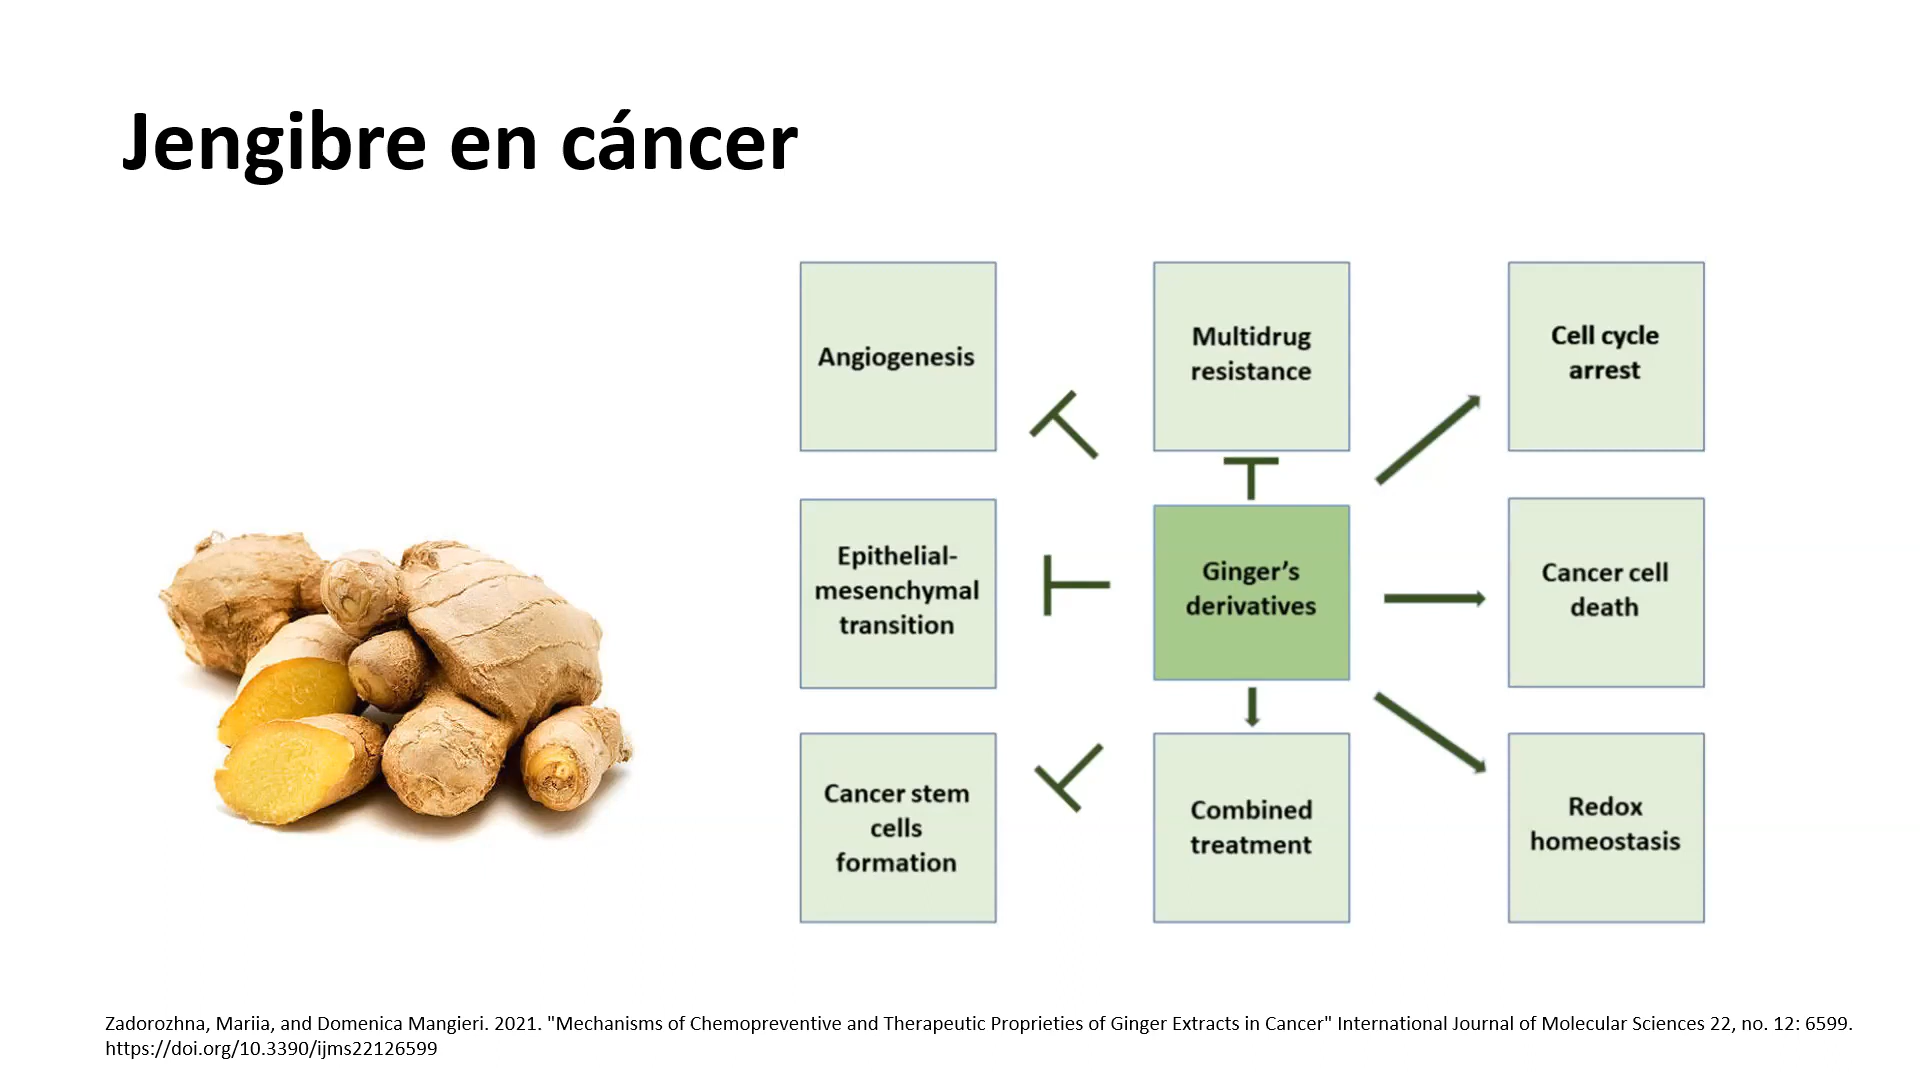 Jengibre en cáncer
Angiogenesis
Multidrug
resistance
Cell cycle
arrest
Epithelial-
mesenchymal
transition
Ginger’s
derivatives
Cancer cell
death
Cancer stem
cells
formation
Combined
treatment
Redox
homeostasis
Zadorozhna, Mariia, and Domenica Mangieri. 2021. "Mechanisms of Chemopreventive and Therapeutic Proprieties of Ginger Extracts in Cancer" International Journal of Molecular Sciences 22, no. 12: 6599.
https://doi.org/10.3390/ijms22126599